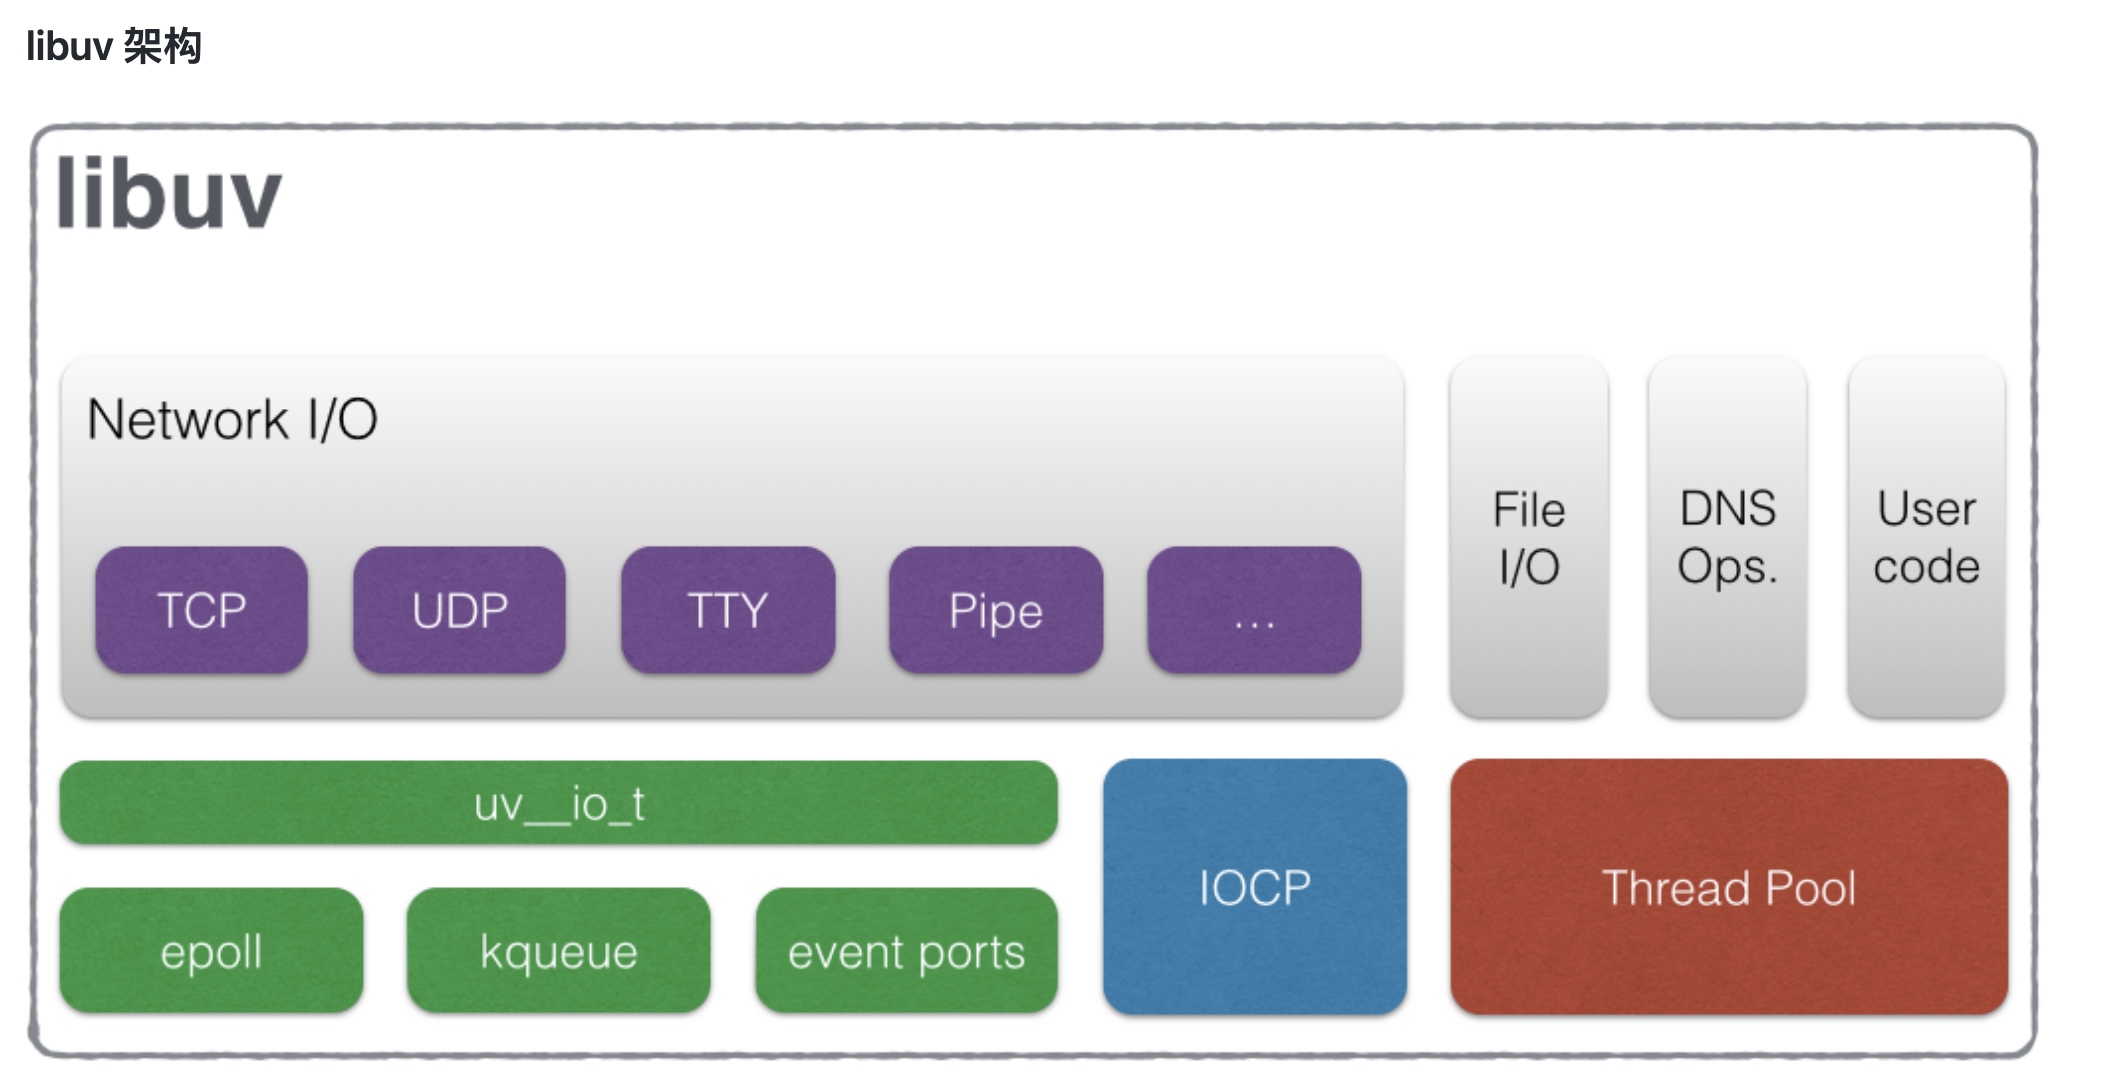 libuv 架构
libuv
Network I/O
TCP
UDP
TTY
Pipe
...
File
I/O
DNS
Ops.
User
code
uv__io_t
epoll
kqueue
event ports
IOCP
Thread Pool